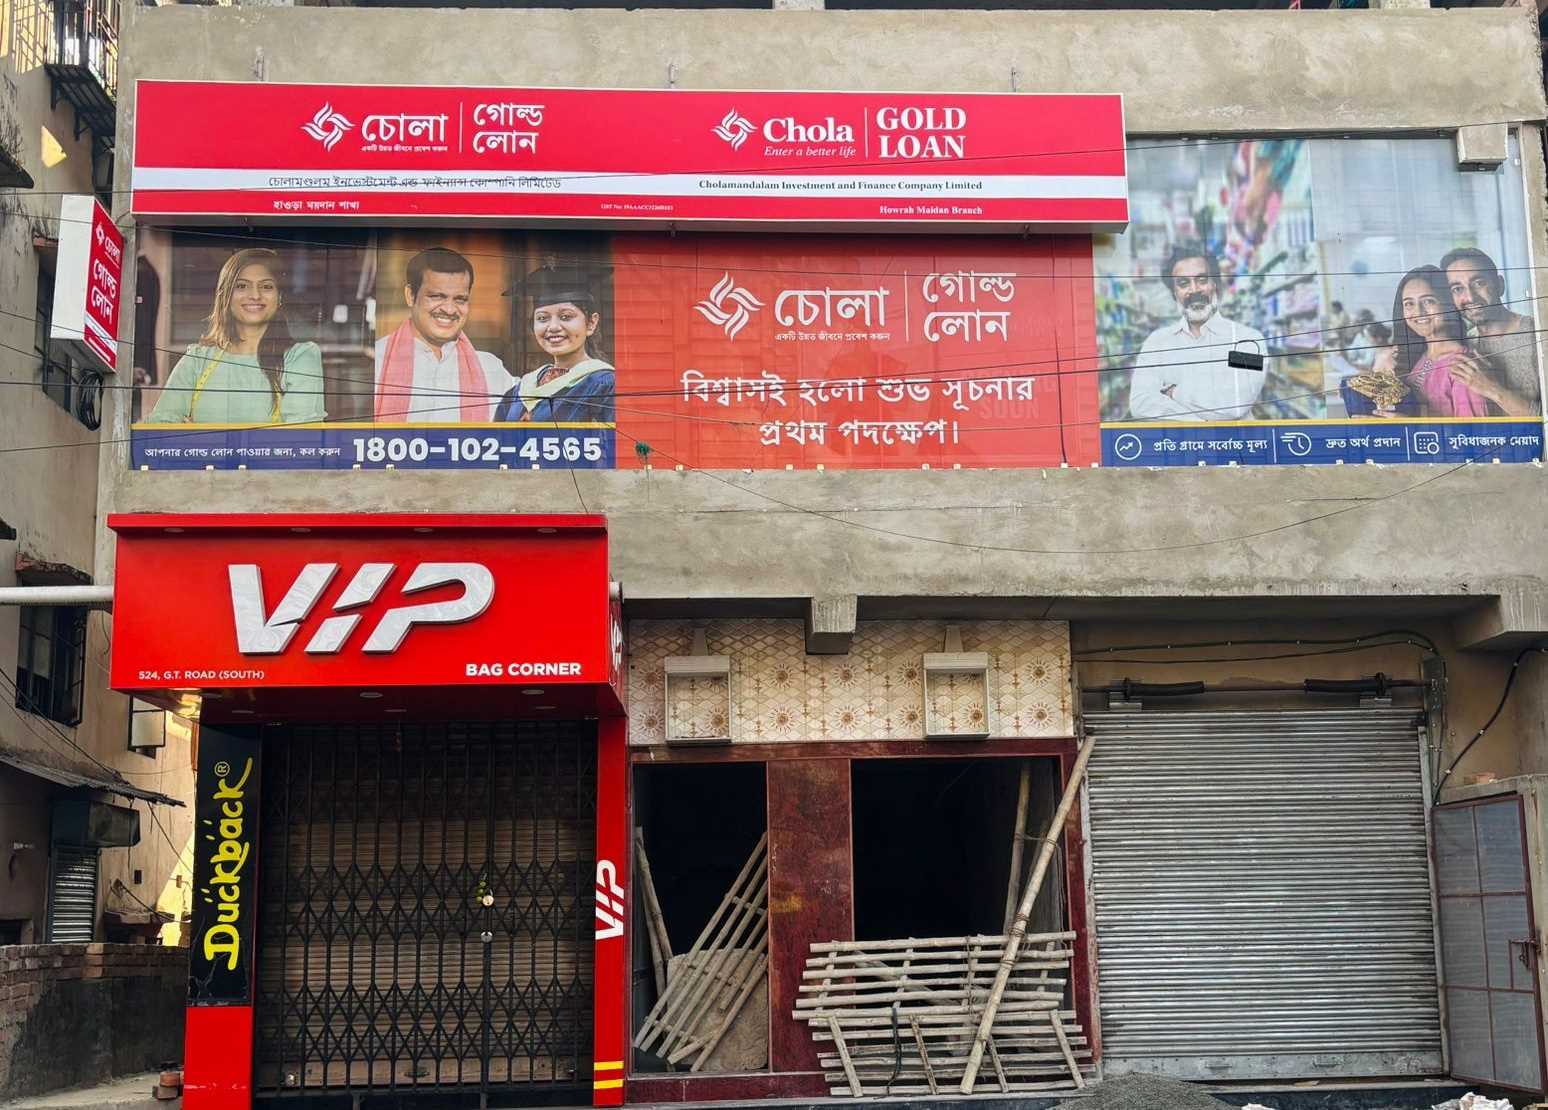 চোলা
গোল্ড লোন
একটি উন্নত জীবনে প্রবেশ করুন
Chola
Enter a better life
GOLD
LOAN
চোলামণ্ডলম ইনভেস্টমেন্ট এন্ড ফাইন্যান্স কোম্পানি লিমিটেড
Cholamandalam Investment and Finance Company Limited
হাওড়া ময়দান শাখা
Howrah Maidan Branch
চোলা
গোল্ড
লোন
চোলা
গোল্ড
লোন
একটি উন্নত জীবনে প্রবেশ করুন
বিশ্বাসই হলো শুভ সূচনার
প্রথম পদক্ষেপ।
আপনার গোল্ড লোন পাওয়ার জন্য, কল করুন 1800-102-4565
প্রতি গ্রামে সর্বোচ্চ মূল্য
দ্রুত অর্থ প্রদান
সুবিধাজনক মেয়াদ
VIP
524, G.T. ROAD (SOUTH)
BAG CORNER
Duckback®
VIP